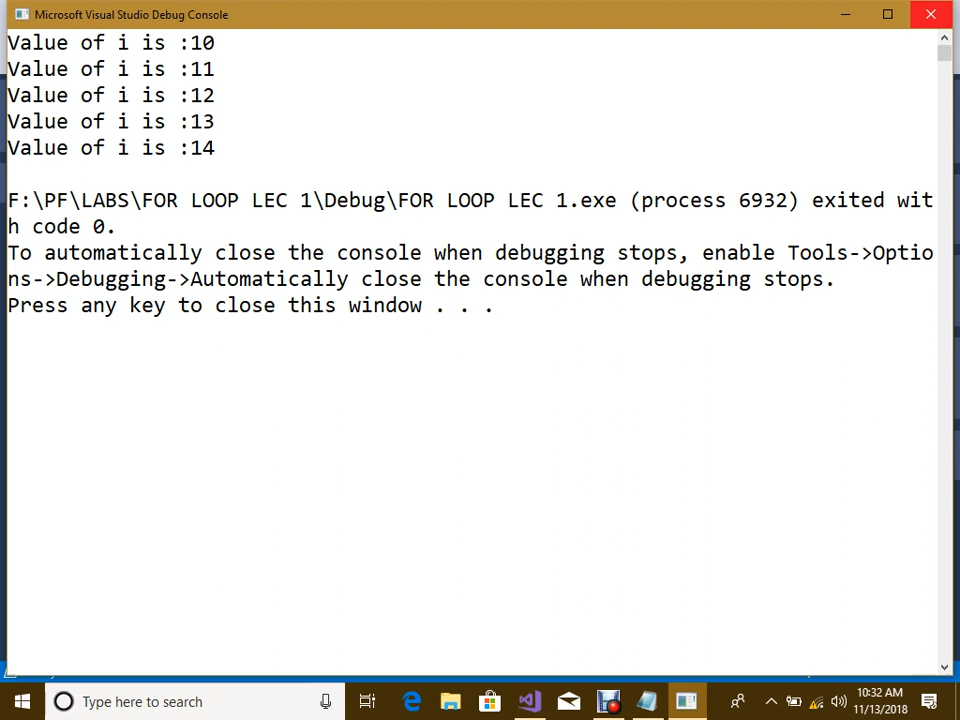 Microsoft Visual Studio Debug Console
Value of i is :10
Value of i is :11
Value of i is :12
Value of i is :13
Value of i is :14
F:\PF\LABS\FOR LOOP LEC 1\Debug\FOR LOOP LEC 1.exe (process 6932) exited wit
h code 0.
To automatically close the console when debugging stops, enable Tools->Optio
ns->Debugging->Automatically close the console when debugging stops.
Press any key to close this window . . .
Type here to search
10:32 AM
11/13/2018